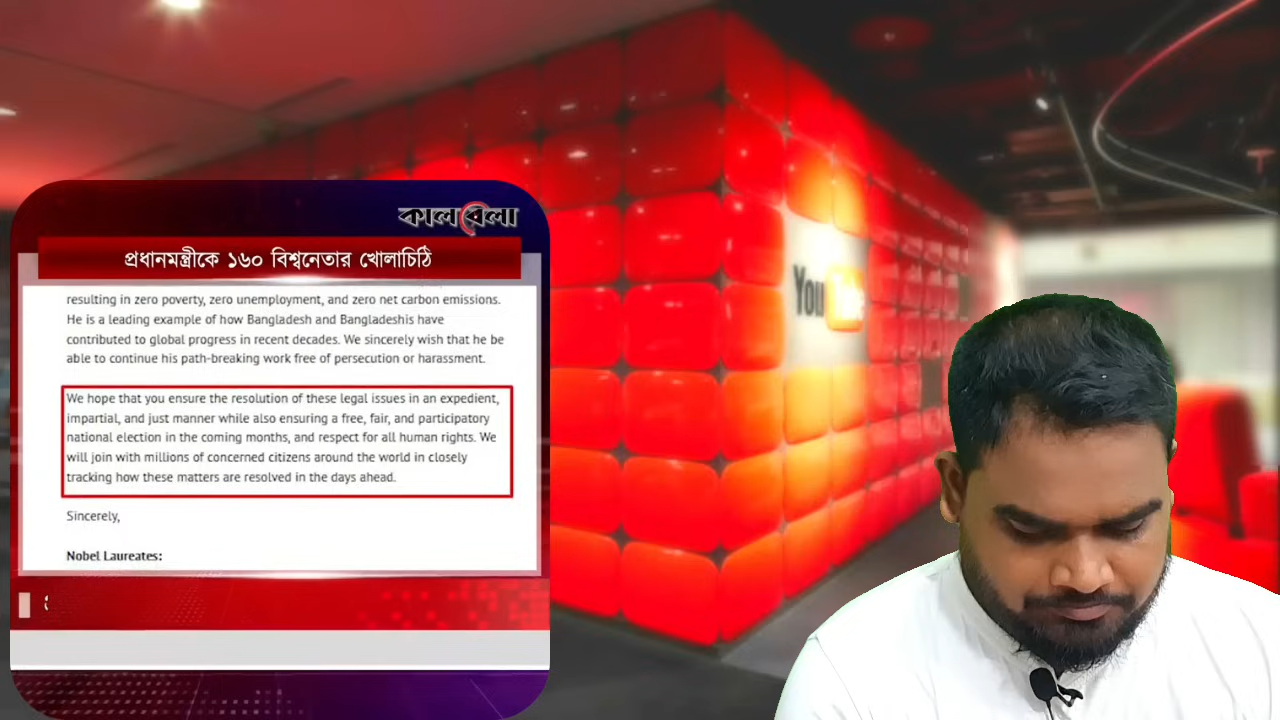 কালবেলা
প্রধানমন্ত্রীকে ১৬০ বিশ্বনেতার খোলাচিঠি
resulting in zero poverty, zero unemployment, and zero net carbon emissions.
He is a leading example of how Bangladesh and Bangladeshis have
contributed to global progress in recent decades. We sincerely wish that he be
able to continue his path-breaking work free of persecution or harassment.
We hope that you ensure the resolution of these legal issues in an expedient,
impartial, and just manner while also ensuring a free, fair, and participatory
national election in the coming months, and respect for all human rights. We
will join with millions of concerned citizens around the world in closely
tracking how these matters are resolved in the days ahead.
Sincerely,
Nobel Laureates:
YouTube